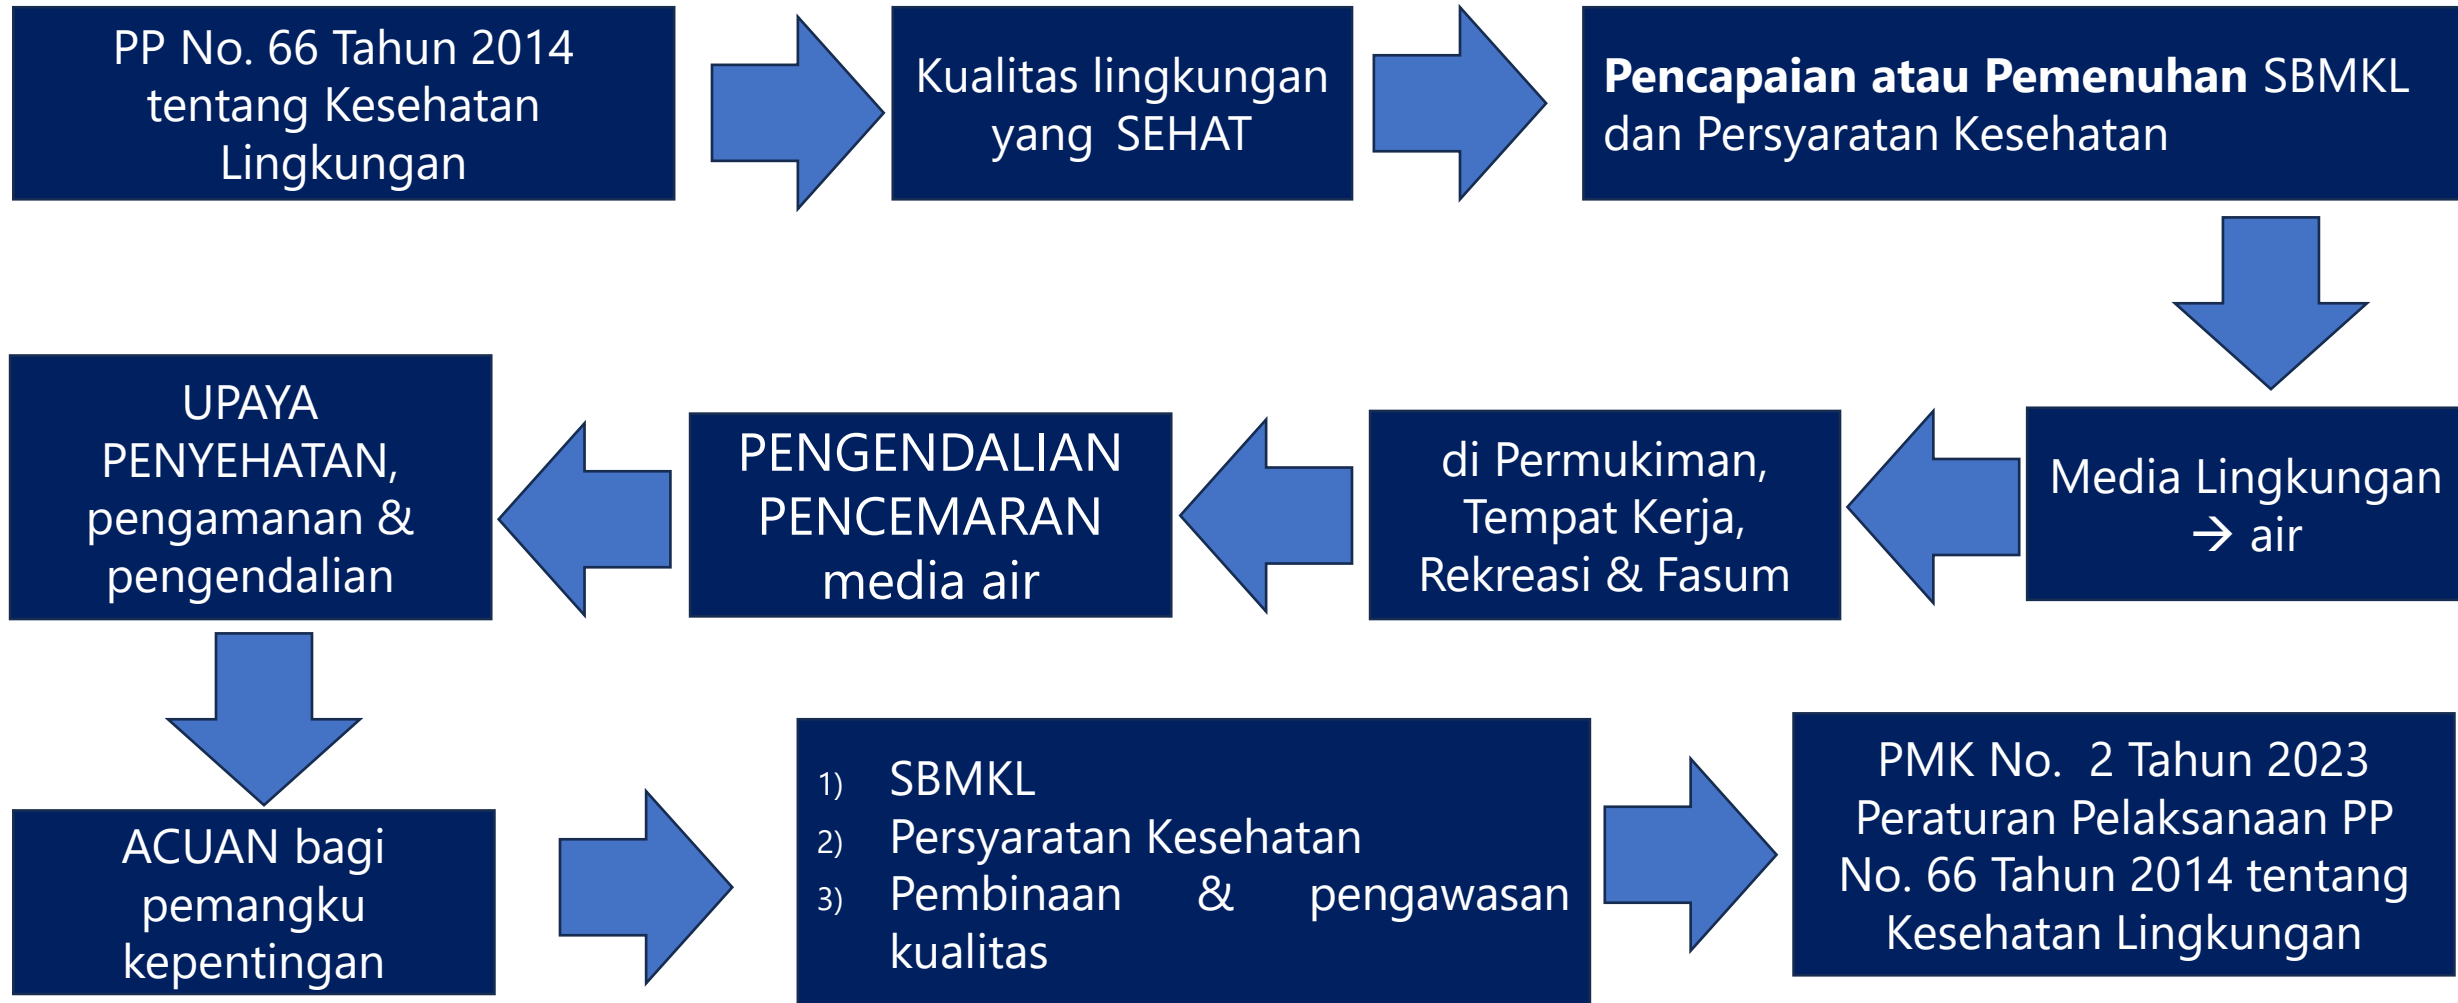 PP No. 66 Tahun 2014
tentang Kesehatan
Lingkungan
Kualitas lingkungan
yang SEHAT
Pencapaian atau Pemenuhan SBMKL
dan Persyaratan Kesehatan
Media Lingkungan
→ air
di Permukiman,
Tempat Kerja,
Rekreasi & Fasum
PENGENDALIAN
PENCEMARAN
media air
UPAYA
PENYEHATAN,
pengamanan &
pengendalian
ACUAN bagi
pemangku
kepentingan
1) SBMKL
2) Persyaratan Kesehatan
3) Pembinaan & pengawasan
kualitas
PMK No. 2 Tahun 2023
Peraturan Pelaksanaan PP
No. 66 Tahun 2014 tentang
Kesehatan Lingkungan